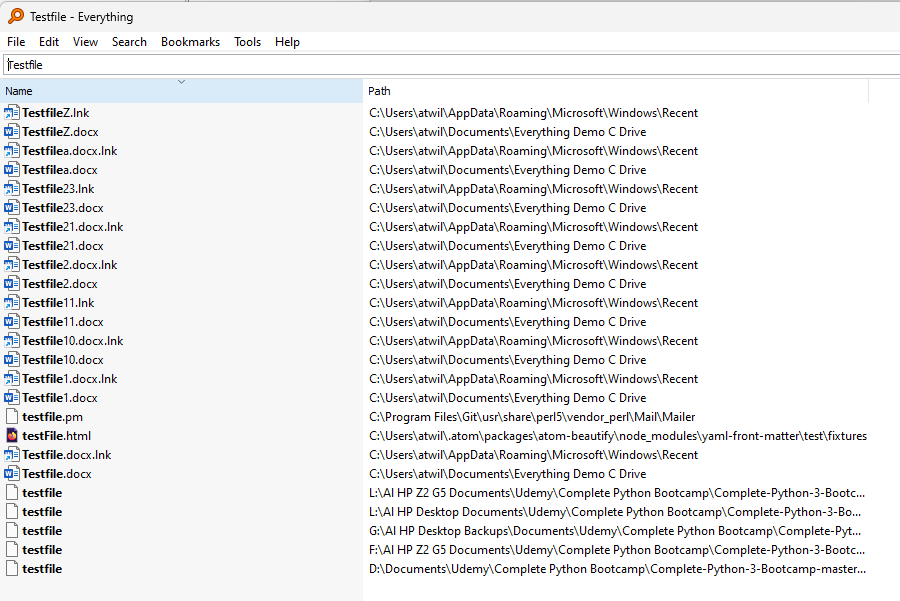 Testfile - Everything
File Edit View Search Bookmarks Tools Help
Testfile
Name Path
TestfileZ.lnk C:\Users\atwil\AppData\Roaming\Microsoft\Windows\Recent
TestfileZ.docx C:\Users\atwil\Documents\Everything Demo C Drive
Testfilea.docx.lnk C:\Users\atwil\AppData\Roaming\Microsoft\Windows\Recent
Testfilea.docx C:\Users\atwil\Documents\Everything Demo C Drive
Testfile23.lnk C:\Users\atwil\AppData\Roaming\Microsoft\Windows\Recent
Testfile23.docx C:\Users\atwil\Documents\Everything Demo C Drive
Testfile21.docx.lnk C:\Users\atwil\AppData\Roaming\Microsoft\Windows\Recent
Testfile21.docx C:\Users\atwil\Documents\Everything Demo C Drive
Testfile2.docx.lnk C:\Users\atwil\AppData\Roaming\Microsoft\Windows\Recent
Testfile2.docx C:\Users\atwil\Documents\Everything Demo C Drive
Testfile11.lnk C:\Users\atwil\AppData\Roaming\Microsoft\Windows\Recent
Testfile11.docx C:\Users\atwil\Documents\Everything Demo C Drive
Testfile10.docx.lnk C:\Users\atwil\AppData\Roaming\Microsoft\Windows\Recent
Testfile10.docx C:\Users\atwil\Documents\Everything Demo C Drive
Testfile1.docx.lnk C:\Users\atwil\AppData\Roaming\Microsoft\Windows\Recent
Testfile1.docx C:\Users\atwil\Documents\Everything Demo C Drive
testfile.pm C:\Program Files\Git\usr\share\perl5\vendor_perl\Mail\Mailer
testFile.html C:\Users\atwil\.atom\packages\atom-beautify\node_modules\yaml-front-matter\test\fixtures
Testfile.docx.lnk C:\Users\atwil\AppData\Roaming\Microsoft\Windows\Recent
Testfile.docx C:\Users\atwil\Documents\Everything Demo C Drive
testfile L:\AI HP Z2 G5 Documents\Udemy\Complete Python Bootcamp\Complete-Python-3-Bootc...
testfile L:\AI HP Desktop Documents\Udemy\Complete Python Bootcamp\Complete-Python-3-Bo...
testfile G:\AI HP Desktop Backups\Documents\Udemy\Complete Python Bootcamp\Complete-Pyt...
testfile F:\AI HP Z2 G5 Documents\Udemy\Complete Python Bootcamp\Complete-Python-3-Bootc...
testfile D:\Documents\Udemy\Complete Python Bootcamp\Complete-Python-3-Bootcamp-master...